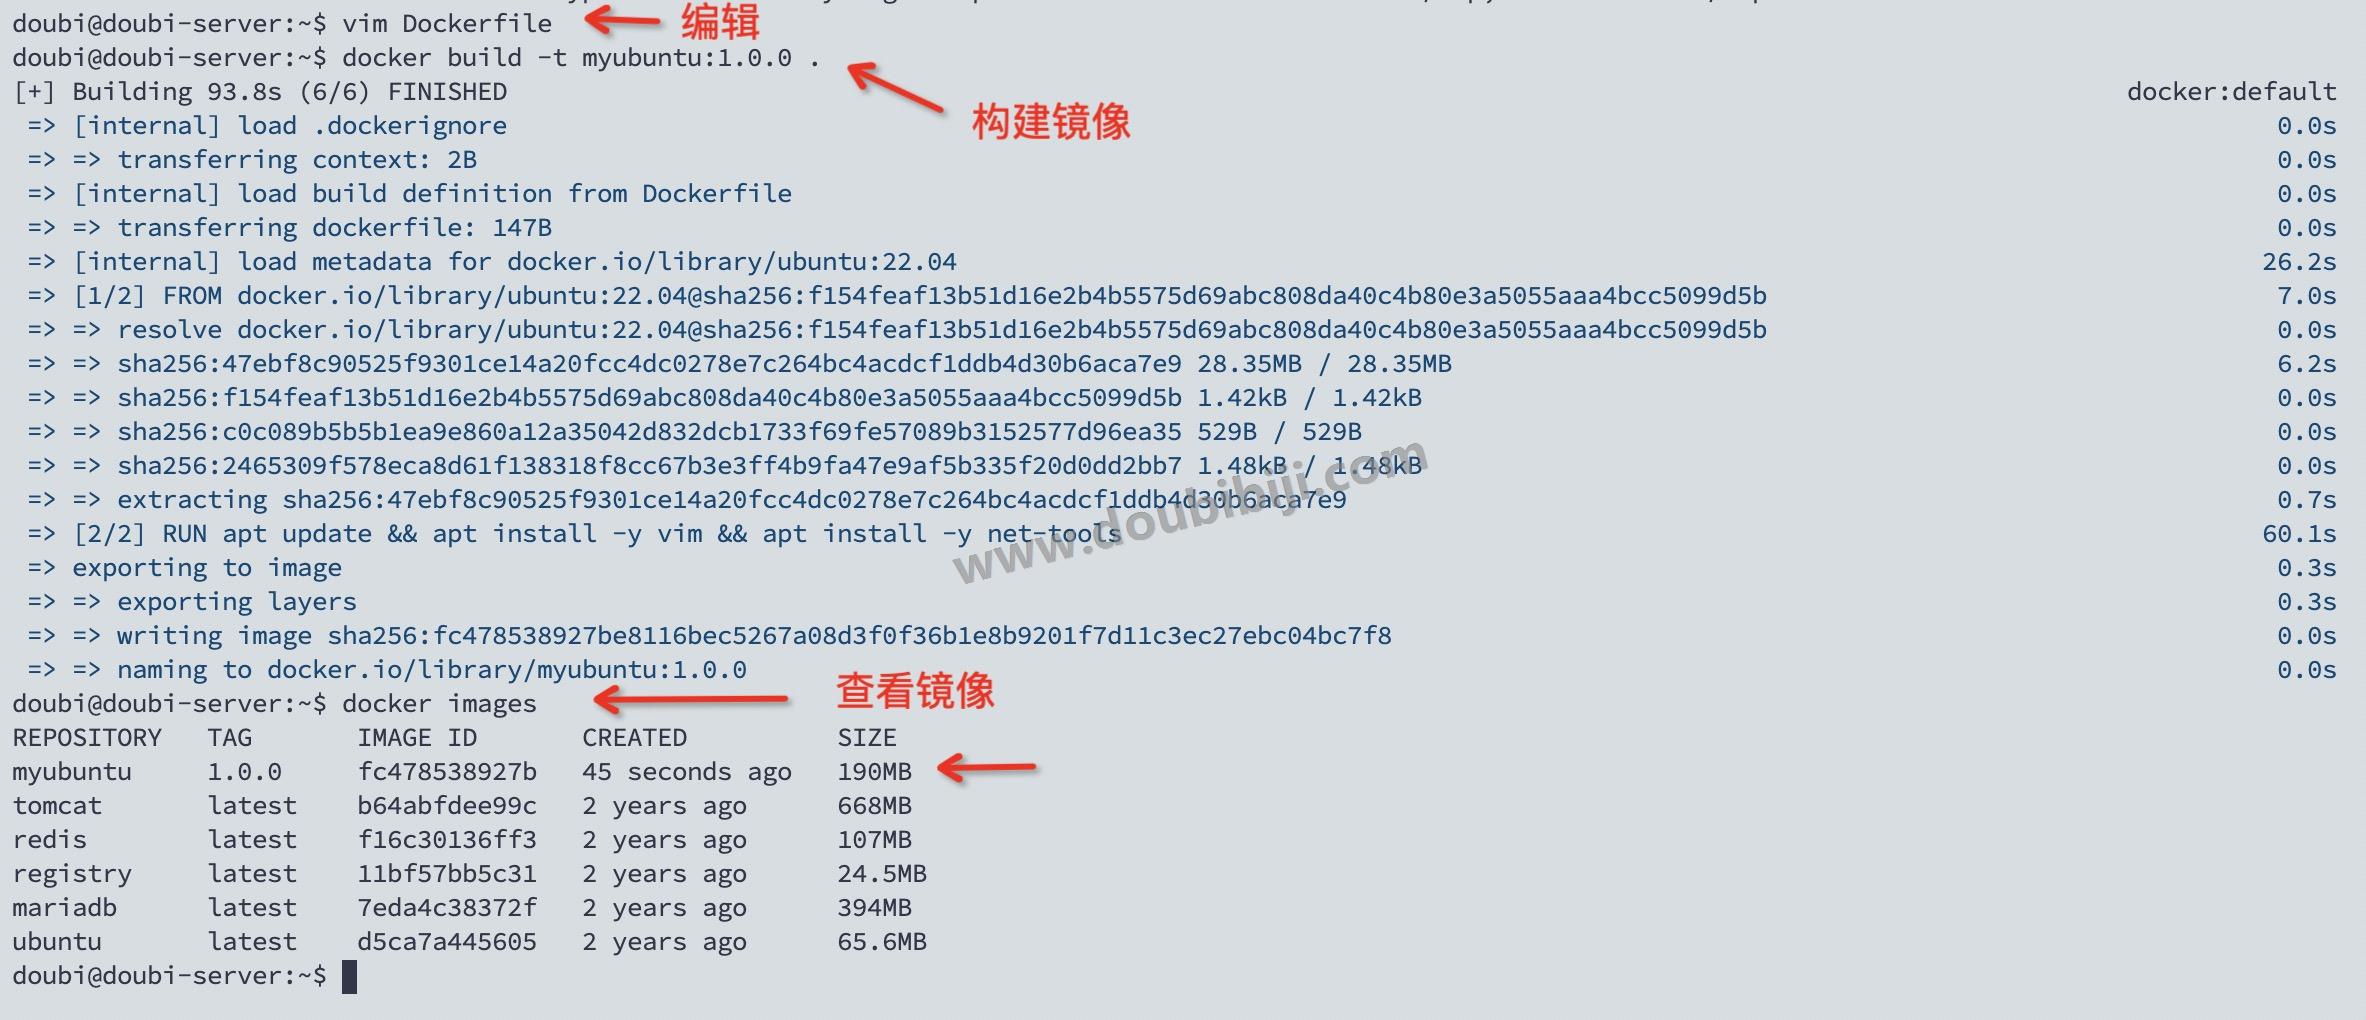 doubi@doubi-server:~$ vim Dockerfile 编辑
doubi@doubi-server:~$ docker build -t myubuntu:1.0.0 .
构建镜像
[+] Building 93.8s (6/6) FINISHED docker:default
=> [internal] load .dockerignore 0.0s
=> => transferring context: 2B 0.0s
=> [internal] load build definition from Dockerfile 0.0s
=> => transferring dockerfile: 147B 0.0s
=> [internal] load metadata for docker.io/library/ubuntu:22.04 26.2s
=> [1/2] FROM docker.io/library/ubuntu:22.04@sha256:f154feaf13b51d16e2b4b5575d69abc808da40c4b80e3a5055aaa4bcc5099d5b 7.0s
=> => resolve docker.io/library/ubuntu:22.04@sha256:f154feaf13b51d16e2b4b5575d69abc808da40c4b80e3a5055aaa4bcc5099d5b 0.0s
=> => sha256:47ebf8c90525f9301ce14a20fcc4dc0278e7c264bc4acdcf1ddb4d30b6aca7e9 28.35MB / 28.35MB 6.2s
=> => sha256:f154feaf13b51d16e2b4b5575d69abc808da40c4b80e3a5055aaa4bcc5099d5b 1.42kB / 1.42kB 0.0s
=> => sha256:c0c089b5b5b1ea9e860a12a35042d832dcb1733f69fe57089b3152577d96ea35 529B / 529B 0.0s
=> => sha256:2465309f578eca8d61f138318f8cc67b3e3ff4b9fa47e9af5b335f20d0dd2bb7 1.48kB / 1.48kB 0.0s
=> => extracting sha256:47ebf8c90525f9301ce14a20fcc4dc0278e7c264bc4acdcf1ddb4d30b6aca7e9 0.7s
=> [2/2] RUN apt update && apt install -y vim && apt install -y net-tools 60.1s
www.doubibiji.com
=> exporting to image 0.3s
=> => exporting layers 0.3s
=> => writing image sha256:fc478538927be8116bec5267a08d3f0f36b1e8b9201f7d11c3ec27ebc04bc7f8 0.0s
=> => naming to docker.io/library/myubuntu:1.0.0 0.0s
doubi@doubi-server:~$ docker images 查看镜像
REPOSITORY TAG IMAGE ID CREATED SIZE
myubuntu 1.0.0 fc478538927b 45 seconds ago 190MB
tomcat latest b64abfdee99c 2 years ago 668MB
redis latest f16c30136ff3 2 years ago 107MB
registry latest 11bf57bb5c31 2 years ago 24.5MB
mariadb latest 7eda4c38372f 2 years ago 394MB
ubuntu latest d5ca7a445605 2 years ago 65.6MB
doubi@doubi-server:~$